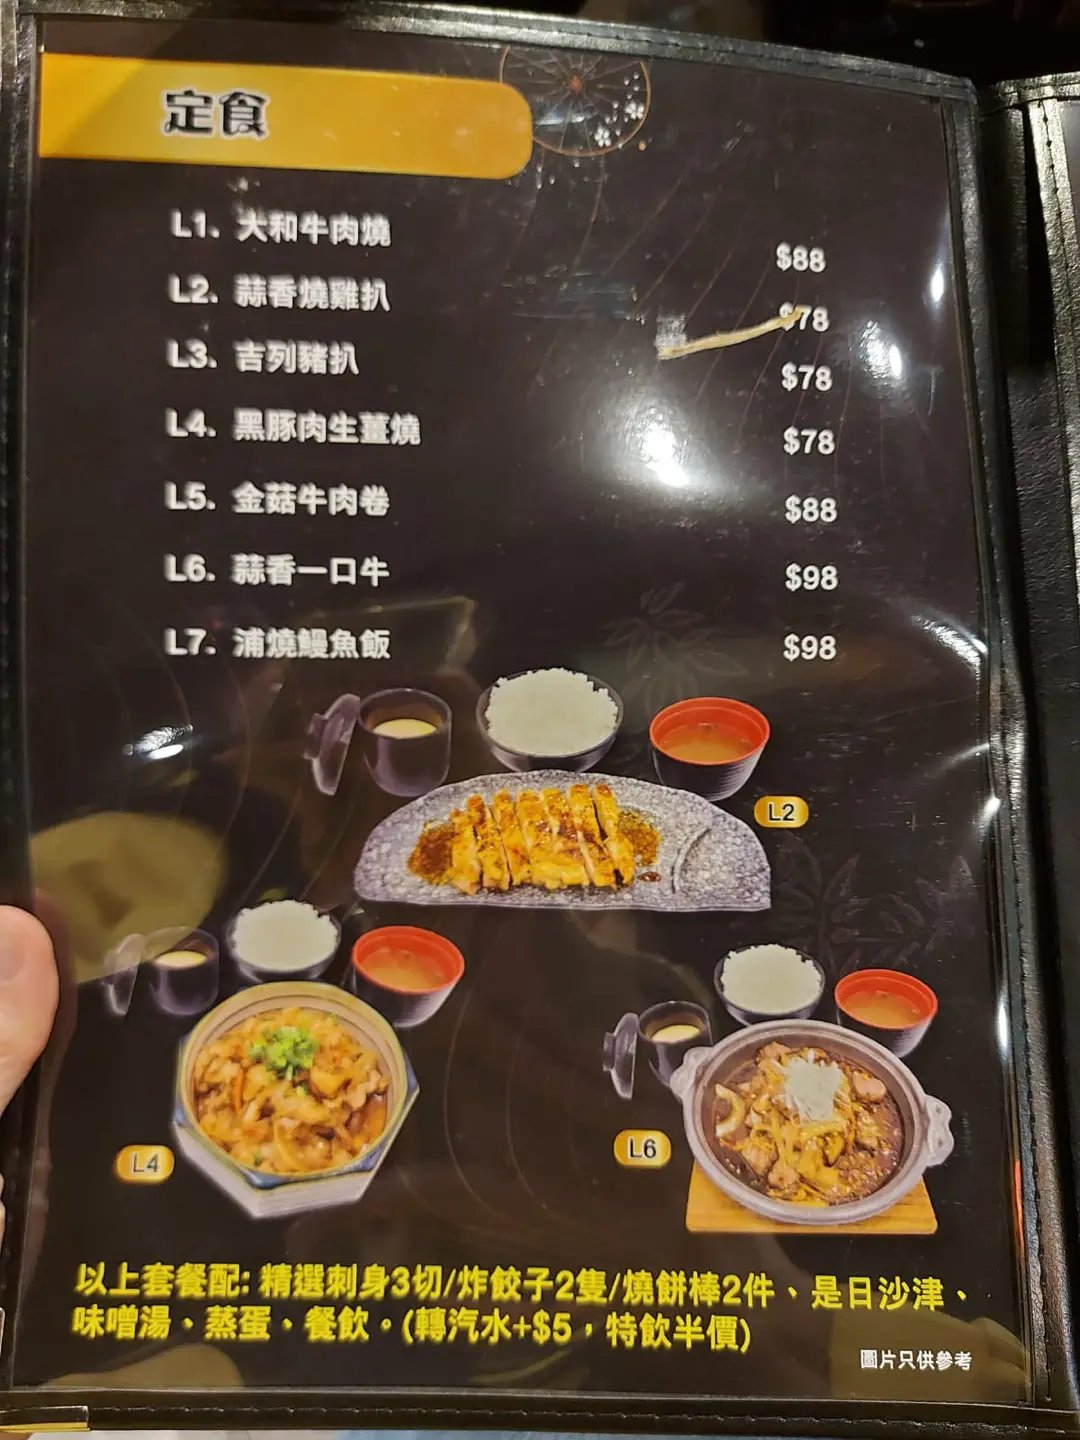 定食
L1. 大和牛肉燒 $88
L2. 蒜香燒雞扒 $78
L3. 吉列豬扒 $78
L4. 黑豚肉生薑燒 $78
L5. 金菇牛肉卷 $88
L6. 蒜香一口牛 $98
L7. 浦燒鰻魚飯 $98
L2
L4
L6
以上套餐配: 精選刺身3切/炸餃子2隻/燒餅棒2件、是日沙津、
味噌湯、蒸蛋、餐飲。(轉汽水+$5，特飲半價)
圖片只供參考